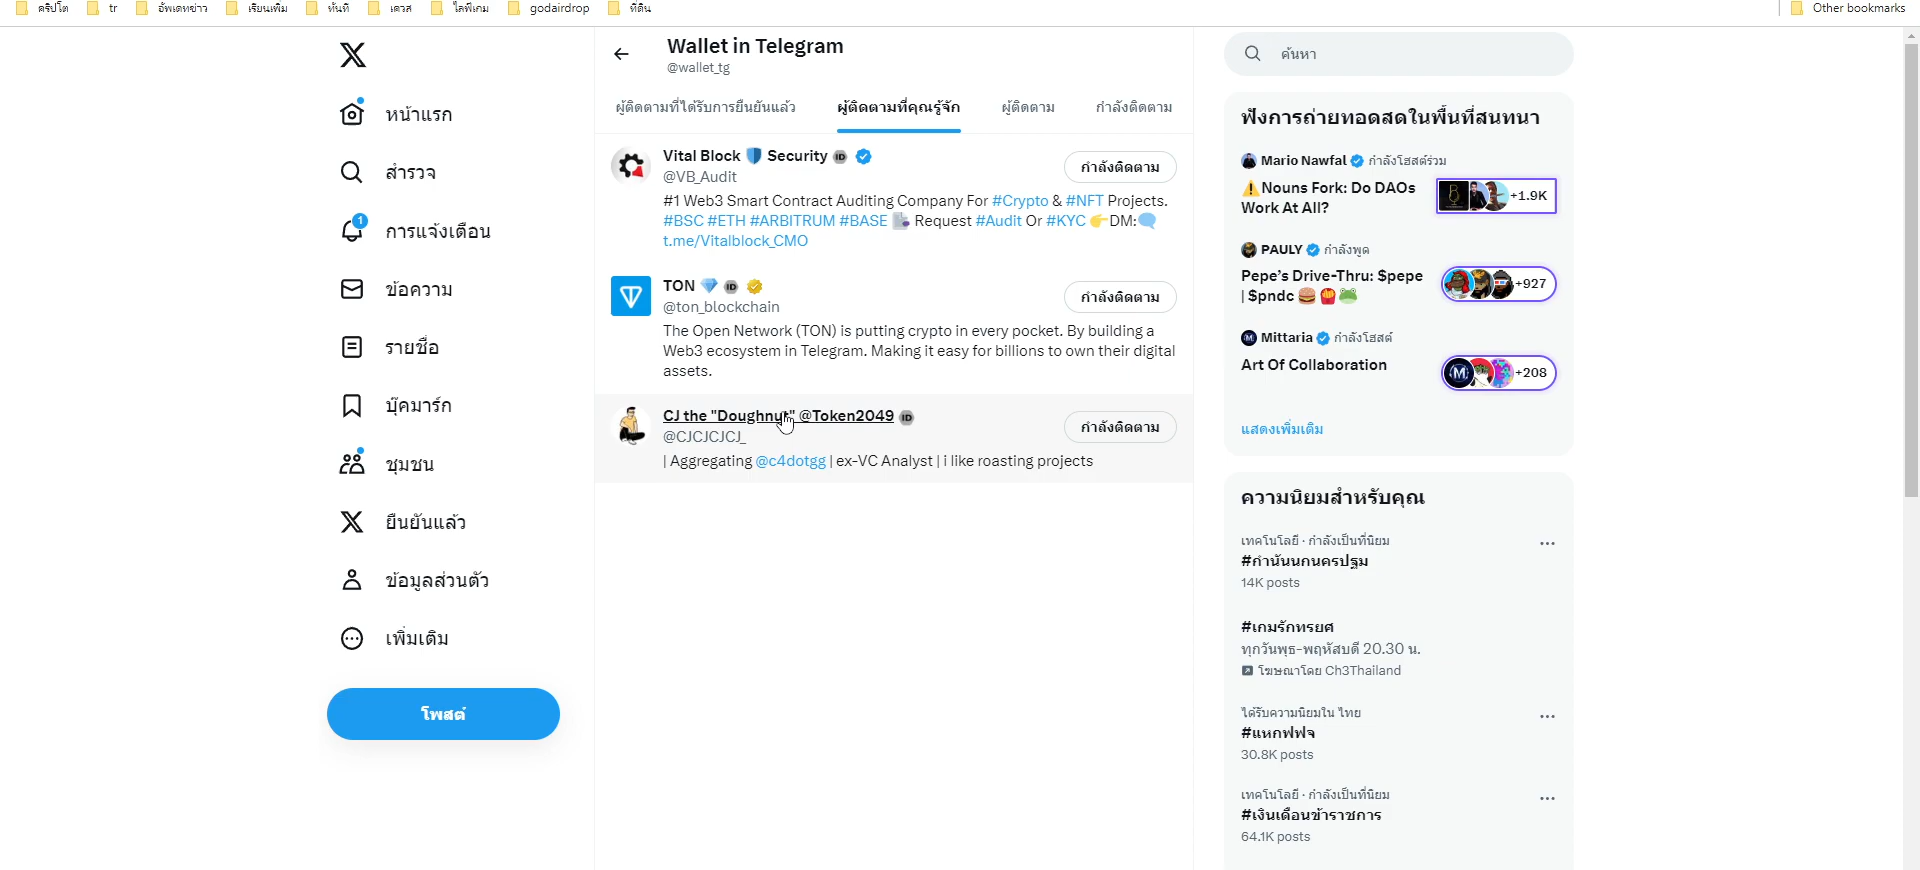 คริปโต
tr
อัพเดทข่าว
เรียนเพิ่ม
ทันที
เควส
ไลฟ์เกม
godairdrop
ที่ดิน
Other bookmarks
หน้าแรก
สำรวจ
1
การแจ้งเตือน
ข้อความ
รายชื่อ
ชุมชน
บุ๊คมาร์ก
ยืนยันแล้ว
ข้อมูลส่วนตัว
เพิ่มเติม
โพสต์
Wallet in Telegram
@wallet_tg
ผู้ติดตามที่ได้รับการยืนยันแล้ว
ผู้ติดตามที่คุณรู้จัก
ผู้ติดตาม
กำลังติดตาม
Vital Block 🛡️ Security
@VB_Audit
กำลังติดตาม
#1 Web3 Smart Contract Auditing Company For #Crypto & #NFT Projects.
#BSC #ETH #ARBITRUM #BASE Request #Audit Or #KYC 👉DM:🗨️
t.me/Vitalblock_CMO
TON 💎
@ton_blockchain
กำลังติดตาม
The Open Network (TON) is putting crypto in every pocket. By building a
Web3 ecosystem in Telegram. Making it easy for billions to own their digital
assets.
CJ the "Doughnut" @Token2049
@CJCJCJCJ_
กำลังติดตาม
| Aggregating @c4dotgg | ex-VC Analyst | i like roasting projects
ค้นหา
ฟังการถ่ายทอดสดในพื้นที่สนทนา
Mario Nawfal กำลังโฮสต์ร่วม
⚠️Nouns Fork: Do DAOs
Work At All?
+1.9K
PAULY กำลังพูด
Pepe’s Drive-Thru: $pepe
| $pndc 🍔🍟🐸
+927
Mittaria กำลังโฮสต์
Art Of Collaboration
+208
แสดงเพิ่มเติม
ความนิยมสำหรับคุณ
เทคโนโลยี · กำลังเป็นที่นิยม
#กำนันนกนครปฐม
14K posts
#เกมรักทรยศ
ทุกวันพุธ-พฤหัสบดี 20.30 น.
โฆษณาโดย Ch3Thailand
ได้รับความนิยมใน ไทย
#แหกฟฟจ
30.8K posts
เทคโนโลยี · กำลังเป็นที่นิยม
#เงินเดือนข้าราชการ
64.1K posts